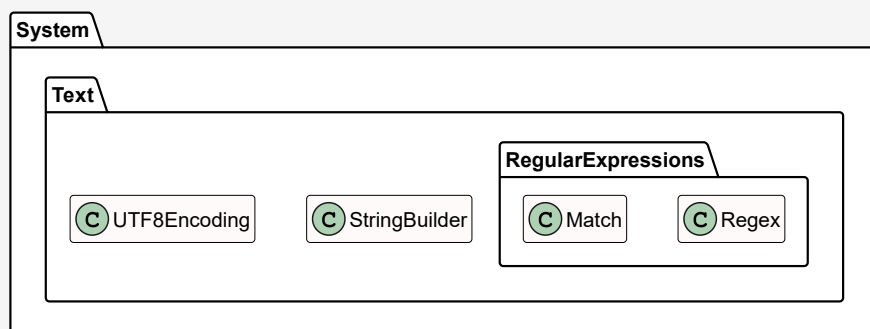 System
Text
RegularExpressions
C UTF8Encoding
C StringBuilder
C Match
C Regex